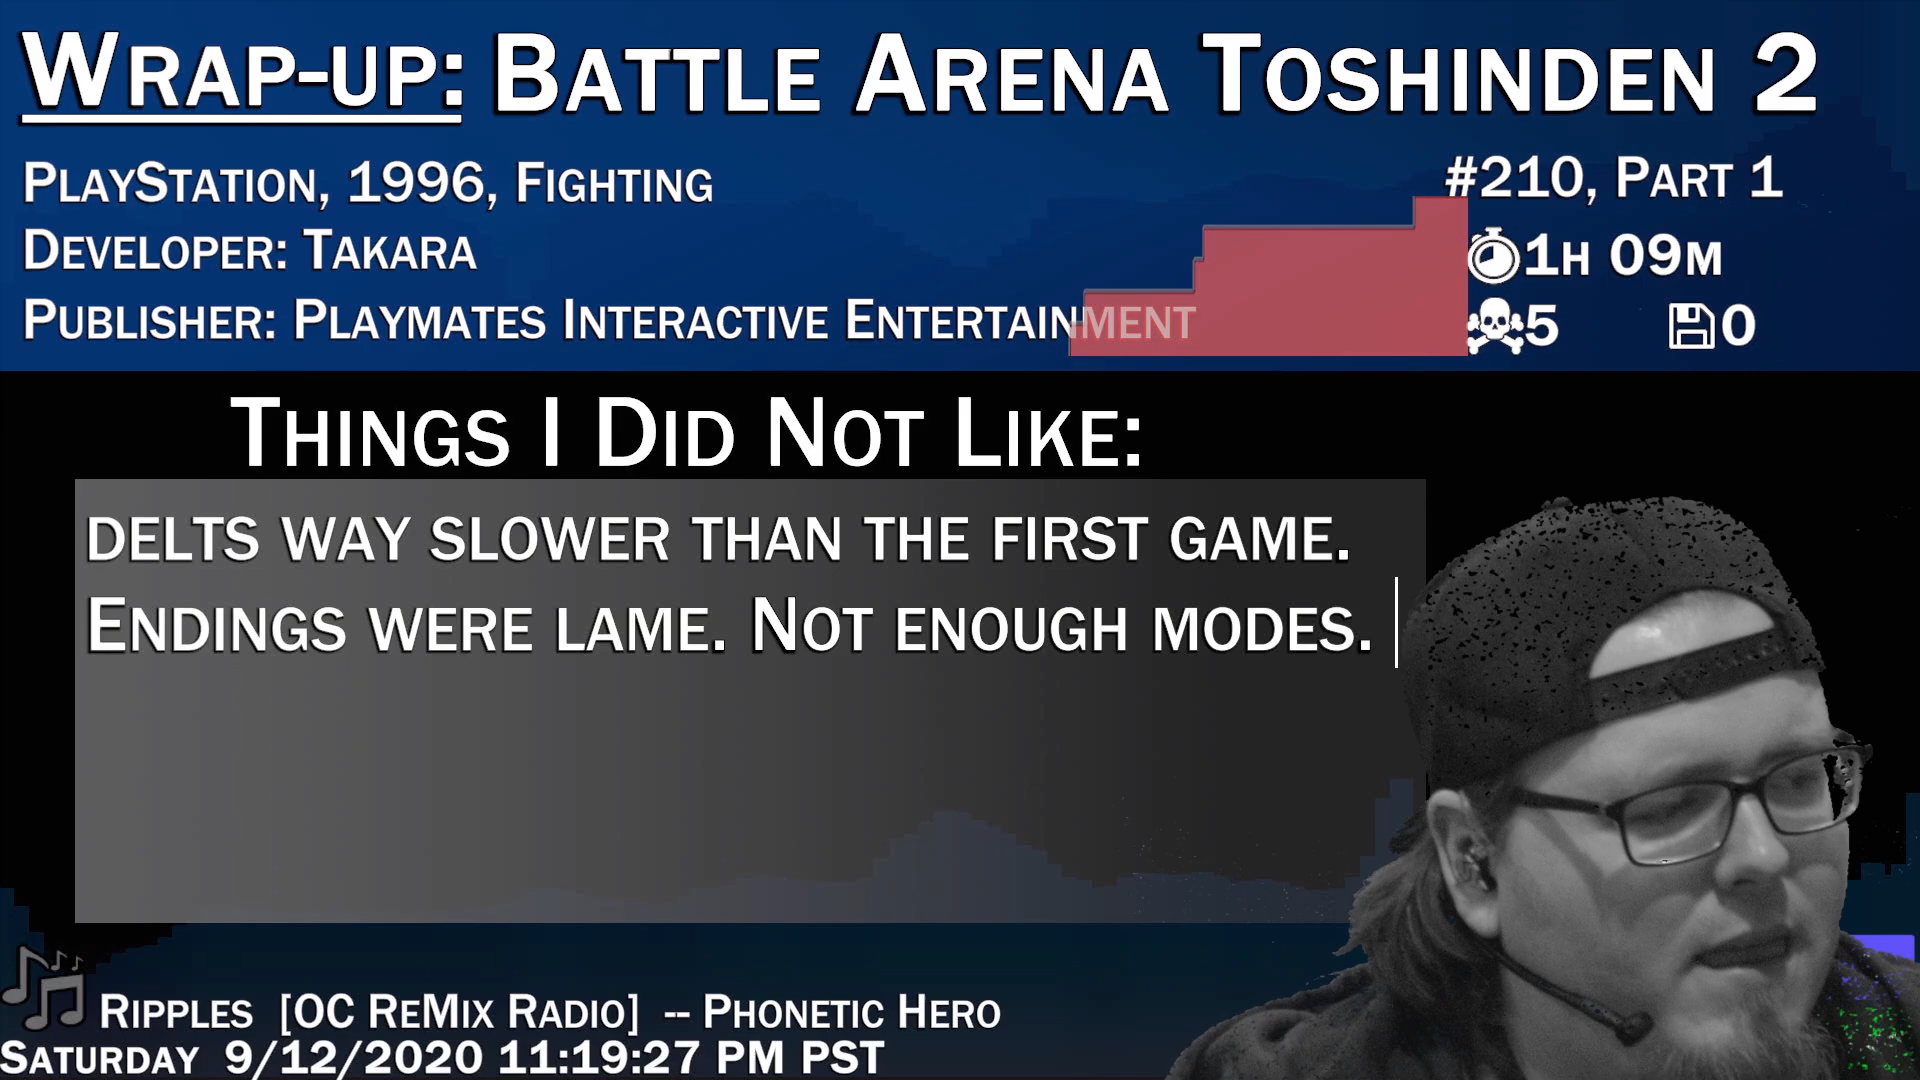 Wrap-up: Battle Arena Toshinden 2
PlayStation, 1996, Fighting
#210, Part 1
Developer: Takara
1h 09m
Publisher: Playmates Interactive Entertainment
5
0
Things I Did Not Like:
delts way slower than the first game.
Endings were lame. Not enough modes.
Ripples [OC ReMix Radio] -- Phonetic Hero
Saturday 9/12/2020 11:19:27 PM PST